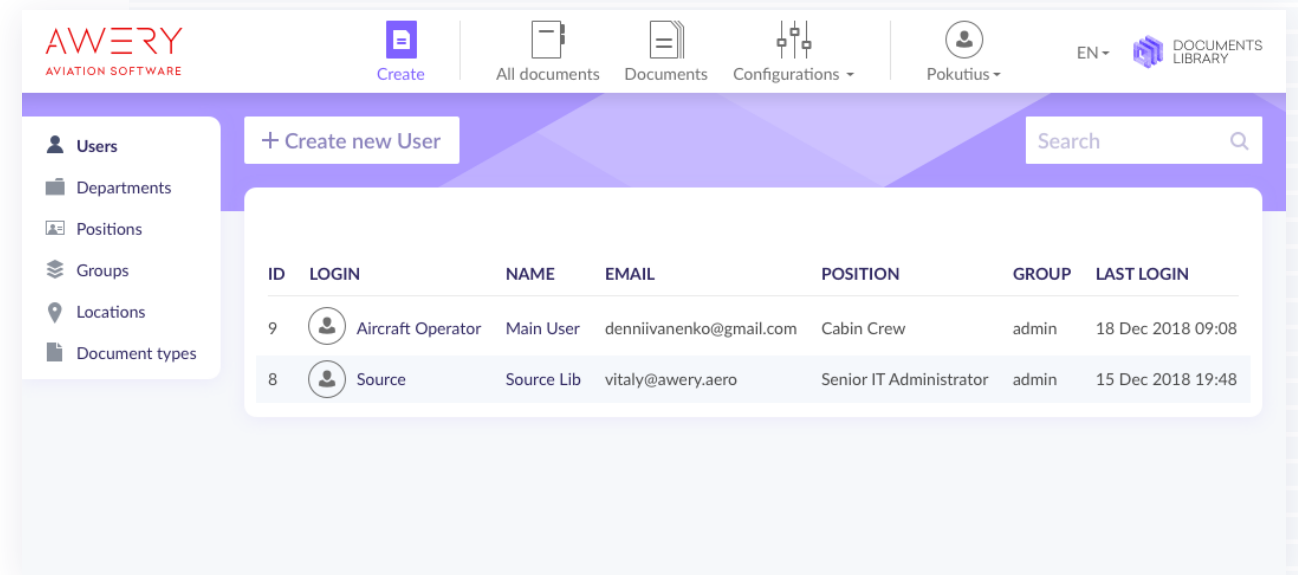 AWERY
AVIATION SOFTWARE
Create
All documents
Documents
Configurations
Pokutius
EN
DOCUMENTS
LIBRARY
Users
Departments
Positions
Groups
Locations
Document types
+ Create new User
Search
ID LOGIN NAME EMAIL POSITION GROUP LAST LOGIN
9 Aircraft Operator Main User denniivanenko@gmail.com Cabin Crew admin 18 Dec 2018 09:08
8 Source Source Lib vitaly@awery.aero Senior IT Administrator admin 15 Dec 2018 19:48